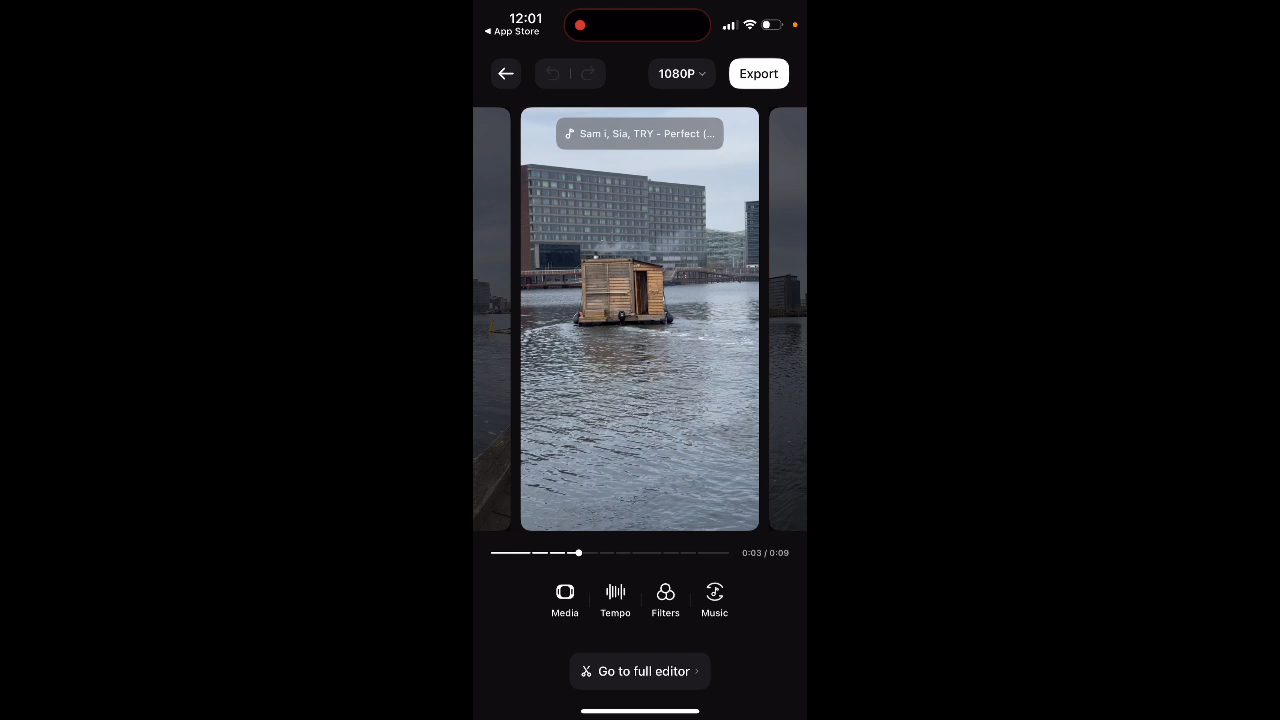 12:01
◀ App Store
1080P
Export
Sam i, Sia, TRY - Perfect (...
0:03 / 0:09
Media
Tempo
Filters
Music
Go to full editor